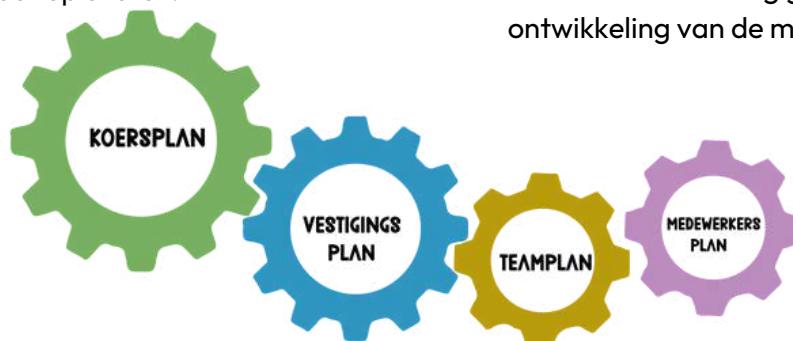 ontwikkeling van de m
KOERSPLAN
VESTIGINGS
PLAN
TEAMPLAN
MEDEWERKERS
PLAN